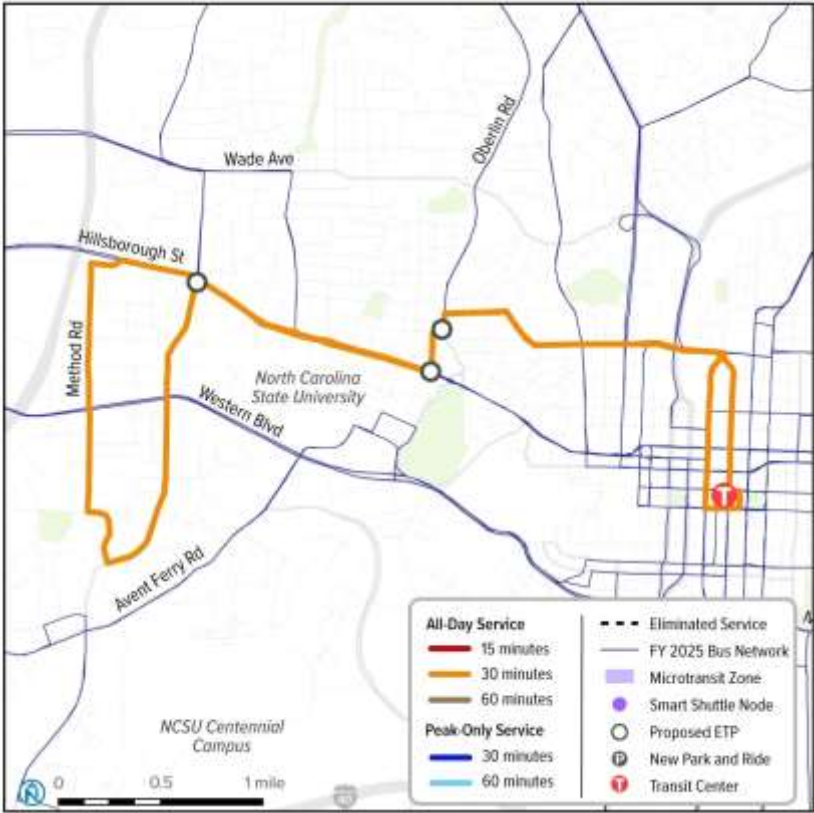 Wade Ave
Oberlin Rd
Hillsborough St
Method Rd
North Carolina
State University
Western Blvd
T
Avent Ferry Rd
NCSU Centennial
Campus
0 0.5 1 mile
N
All-Day Service
15 minutes
30 minutes
60 minutes
Peak-Only Service
30 minutes
60 minutes
Eliminated Service
FY 2025 Bus Network
Microtransit Zone
Smart Shuttle Node
Proposed ETP
P New Park and Ride
T Transit Center